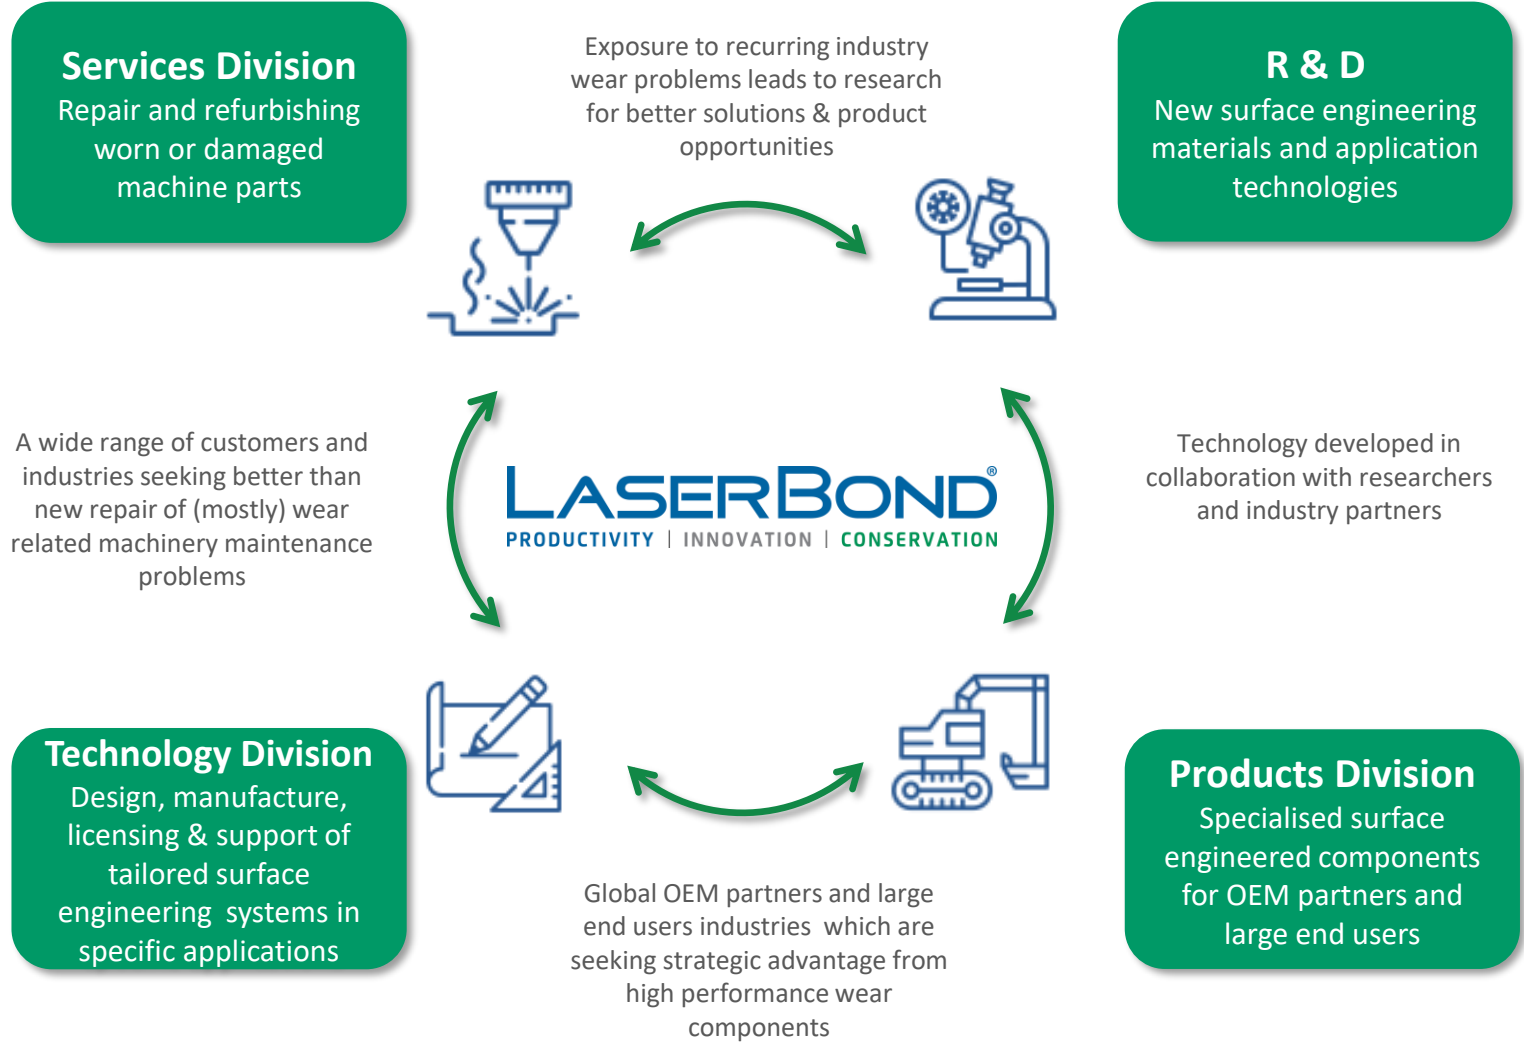 Services Division
Repair and refurbishing
worn or damaged
machine parts
Exposure to recurring industry
wear problems leads to research
for better solutions & product
opportunities
R & D
New surface engineering
materials and application
technologies
A wide range of customers and
industries seeking better than
new repair of (mostly) wear
related machinery maintenance
problems
LASERBOND®
PRODUCTIVITY | INNOVATION | CONSERVATION
Technology developed in
collaboration with researchers
and industry partners
Technology Division
Design, manufacture,
licensing & support of
tailored surface
engineering  systems in
specific applications
Global OEM partners and large
end users industries  which are
seeking strategic advantage from
high performance wear
components
Products Division
Specialised surface
engineered components
for OEM partners and
large end users